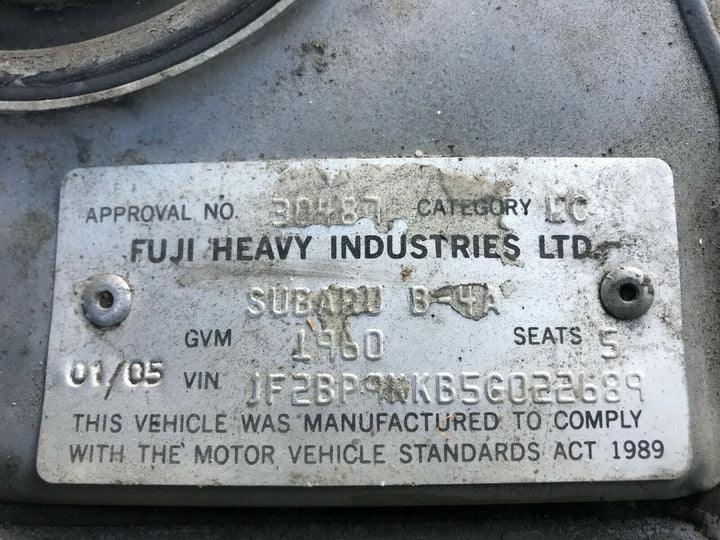 APPROVAL NO. 30487 CATEGORY
FUJI HEAVY INDUSTRIES LTD.
SUBARU B-4A
GVM 1960 SEATS 5
01/05 VIN JF2BP9KKB5G022689
THIS VEHICLE WAS MANUFACTURED TO COMPLY
WITH THE MOTOR VEHICLE STANDARDS ACT 1989